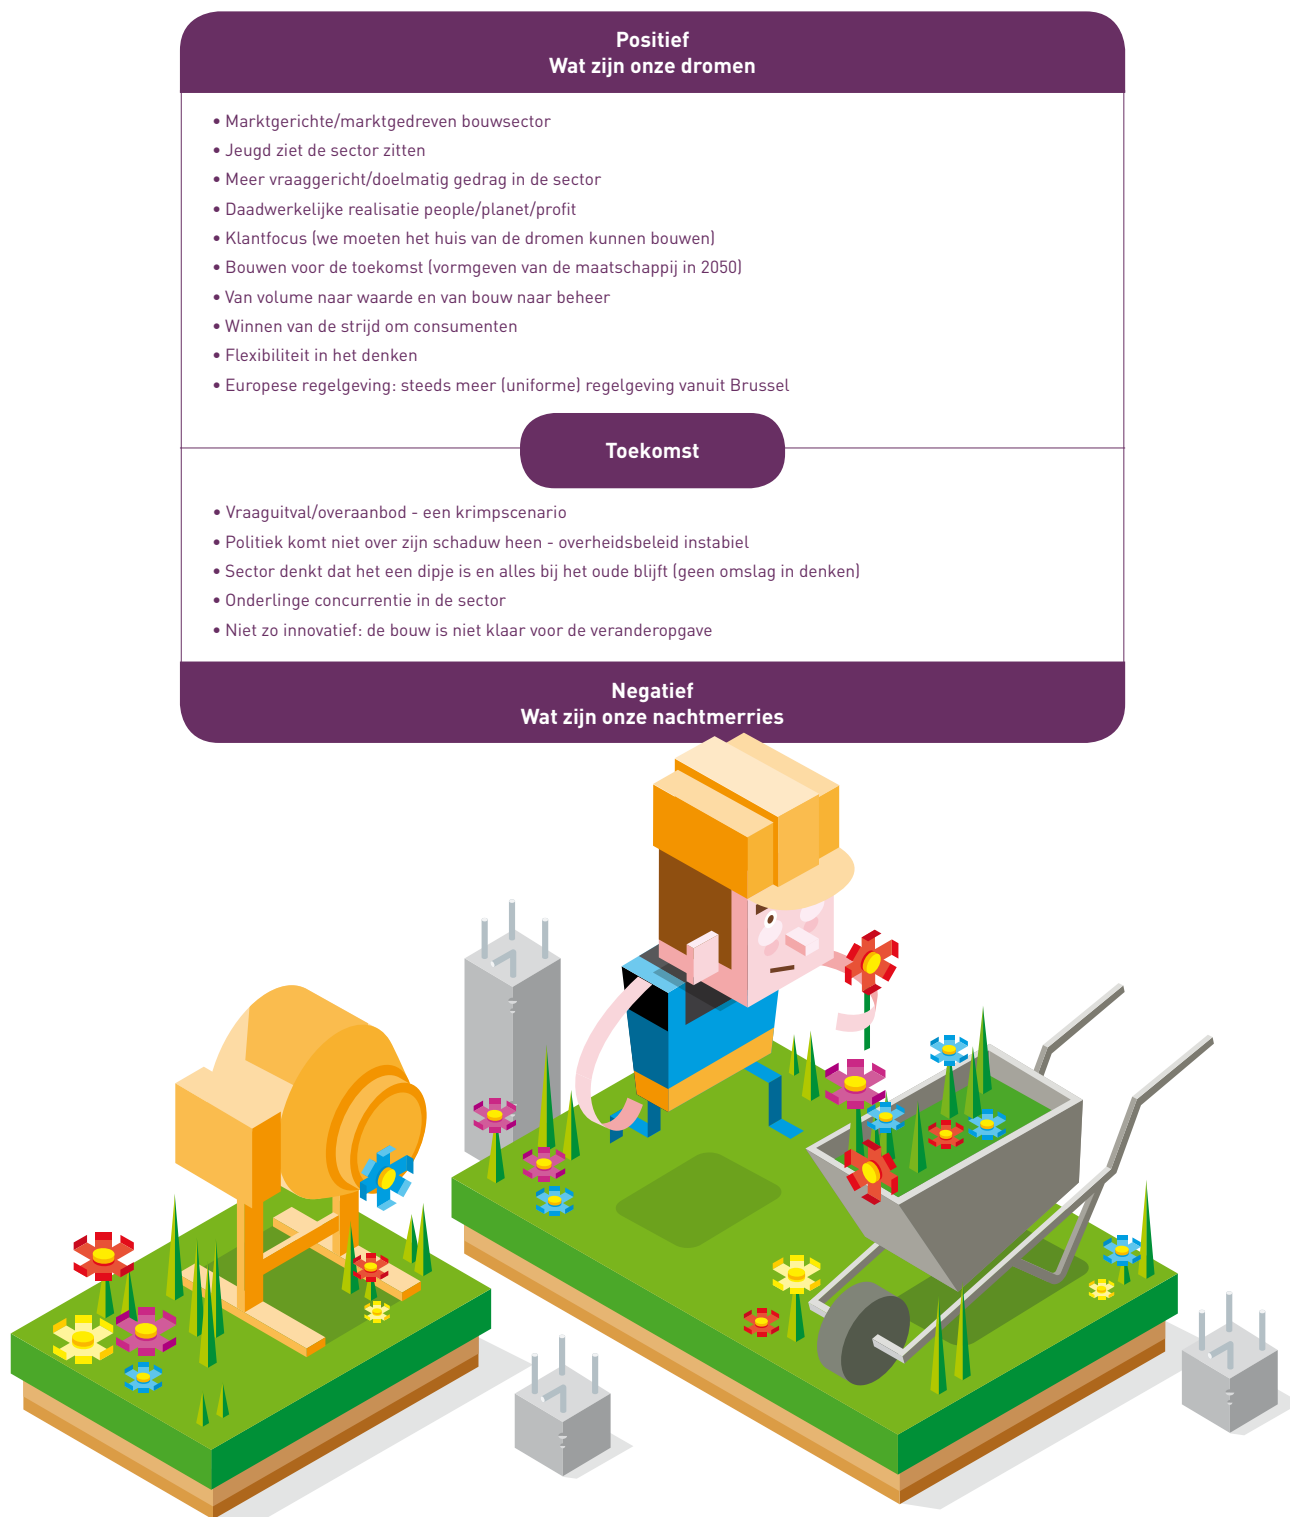 Positief
Wat zijn onze dromen
• Marktgerichte/marktgedreven bouwsector
• Jeugd ziet de sector zitten
• Meer vraaggericht/doelmatig gedrag in de sector
• Daadwerkelijke realisatie people/planet/profit
• Klantfocus (we moeten het huis van de dromen kunnen bouwen)
• Bouwen voor de toekomst (vormgeven van de maatschappij in 2050)
• Van volume naar waarde en van bouw naar beheer
• Winnen van de strijd om consumenten
• Flexibiliteit in het denken
• Europese regelgeving: steeds meer (uniforme) regelgeving vanuit Brussel
Toekomst
• Vraaguitval/overaanbod - een krimpscenario
• Politiek komt niet over zijn schaduw heen - overheidsbeleid instabiel
• Sector denkt dat het een dipje is en alles bij het oude blijft (geen omslag in denken)
• Onderlinge concurrentie in de sector
• Niet zo innovatief: de bouw is niet klaar voor de veranderopgave
Negatief
Wat zijn onze nachtmerries